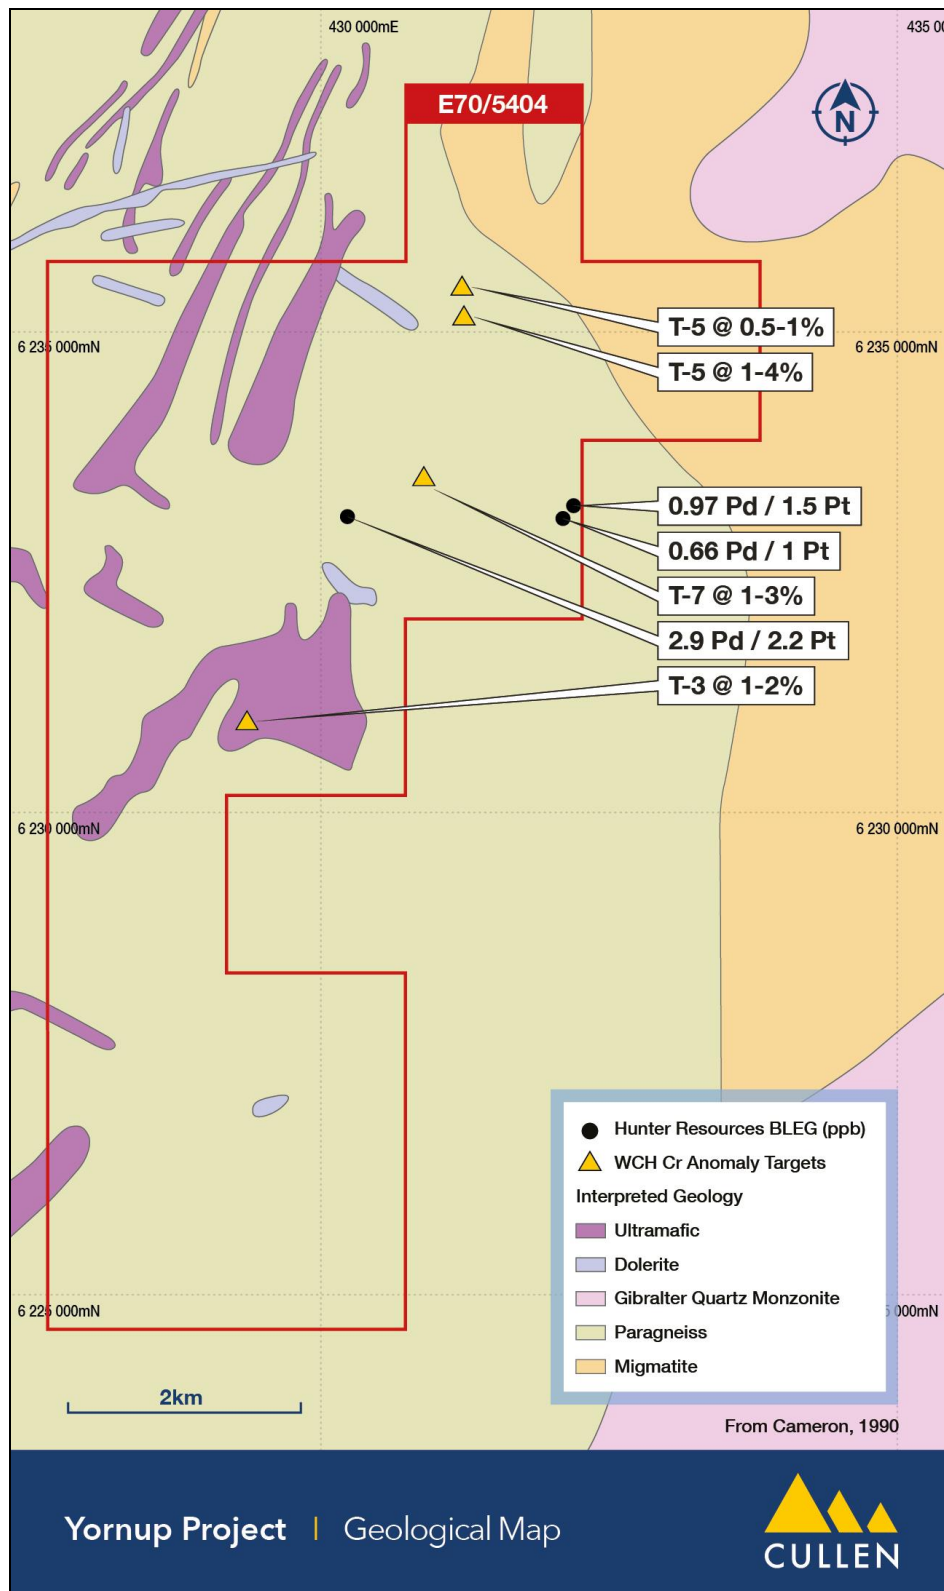 430 000mE
435 00
E70/5404
N
T-5 @ 0.5-1%
6 235 000mN
6 235 000mN
T-5 @ 1-4%
0.97 Pd / 1.5 Pt
0.66 Pd / 1 Pt
T-7 @ 1-3%
2.9 Pd / 2.2 Pt
T-3 @ 1-2%
6 230 000mN
6 230 000mN
Hunter Resources BLEG (ppb)
WCH Cr Anomaly Targets
Interpreted Geology
Ultramafic
Dolerite
Gibralter Quartz Monzonite
6 225 000mN
5 000mN
Paragneiss
Migmatite
2km
From Cameron, 1990
Yornup Project | Geological Map
CULLEN